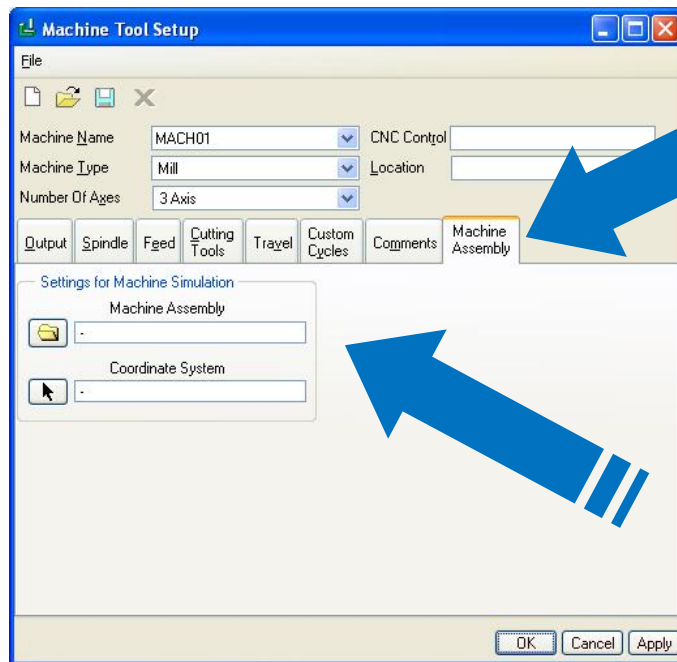 Machine Tool Setup
File
Machine Name MACH01 CNC Control
Machine Type Mill Location
Number Of Axes 3 Axis
Output Spindle Feed Cutting Tools Travel Custom Cycles Comments Machine Assembly
Settings for Machine Simulation
Machine Assembly
-
Coordinate System
-
OK Cancel Apply